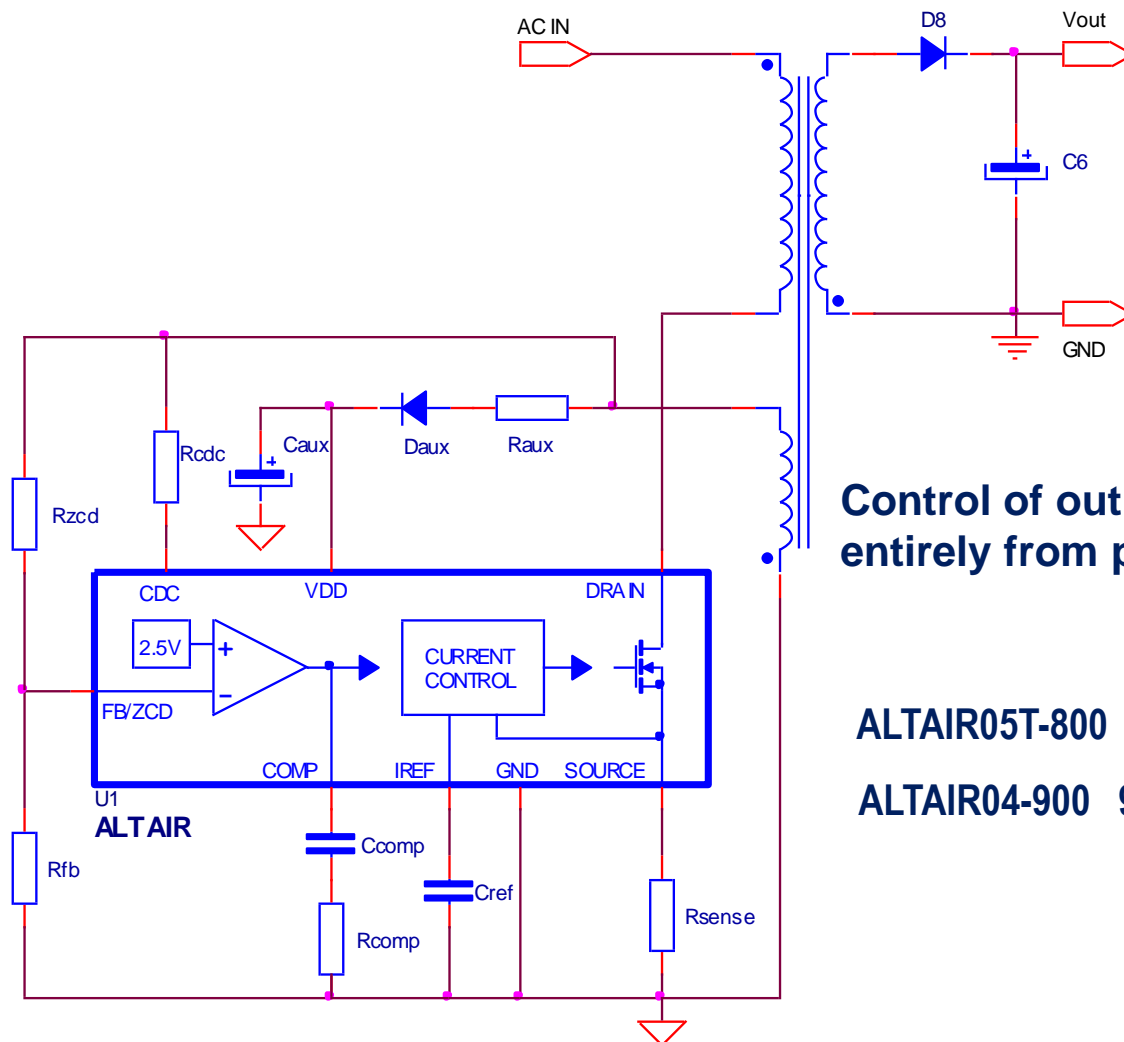 AC IN
D8
Vout
C6
GND
Rcdc
Caux
Daux
Raux
Rzcd
Control of out
entirely from p
CDC
VDD
DRAIN
2.5V
+
-
CURRENT
CONTROL
FB/ZCD
COMP
IREF
GND
SOURCE
U1
ALTAIR
ALTAIR05T-800
ALTAIR04-900 9
Rfb
Ccomp
Cref
Rcomp
Rsense